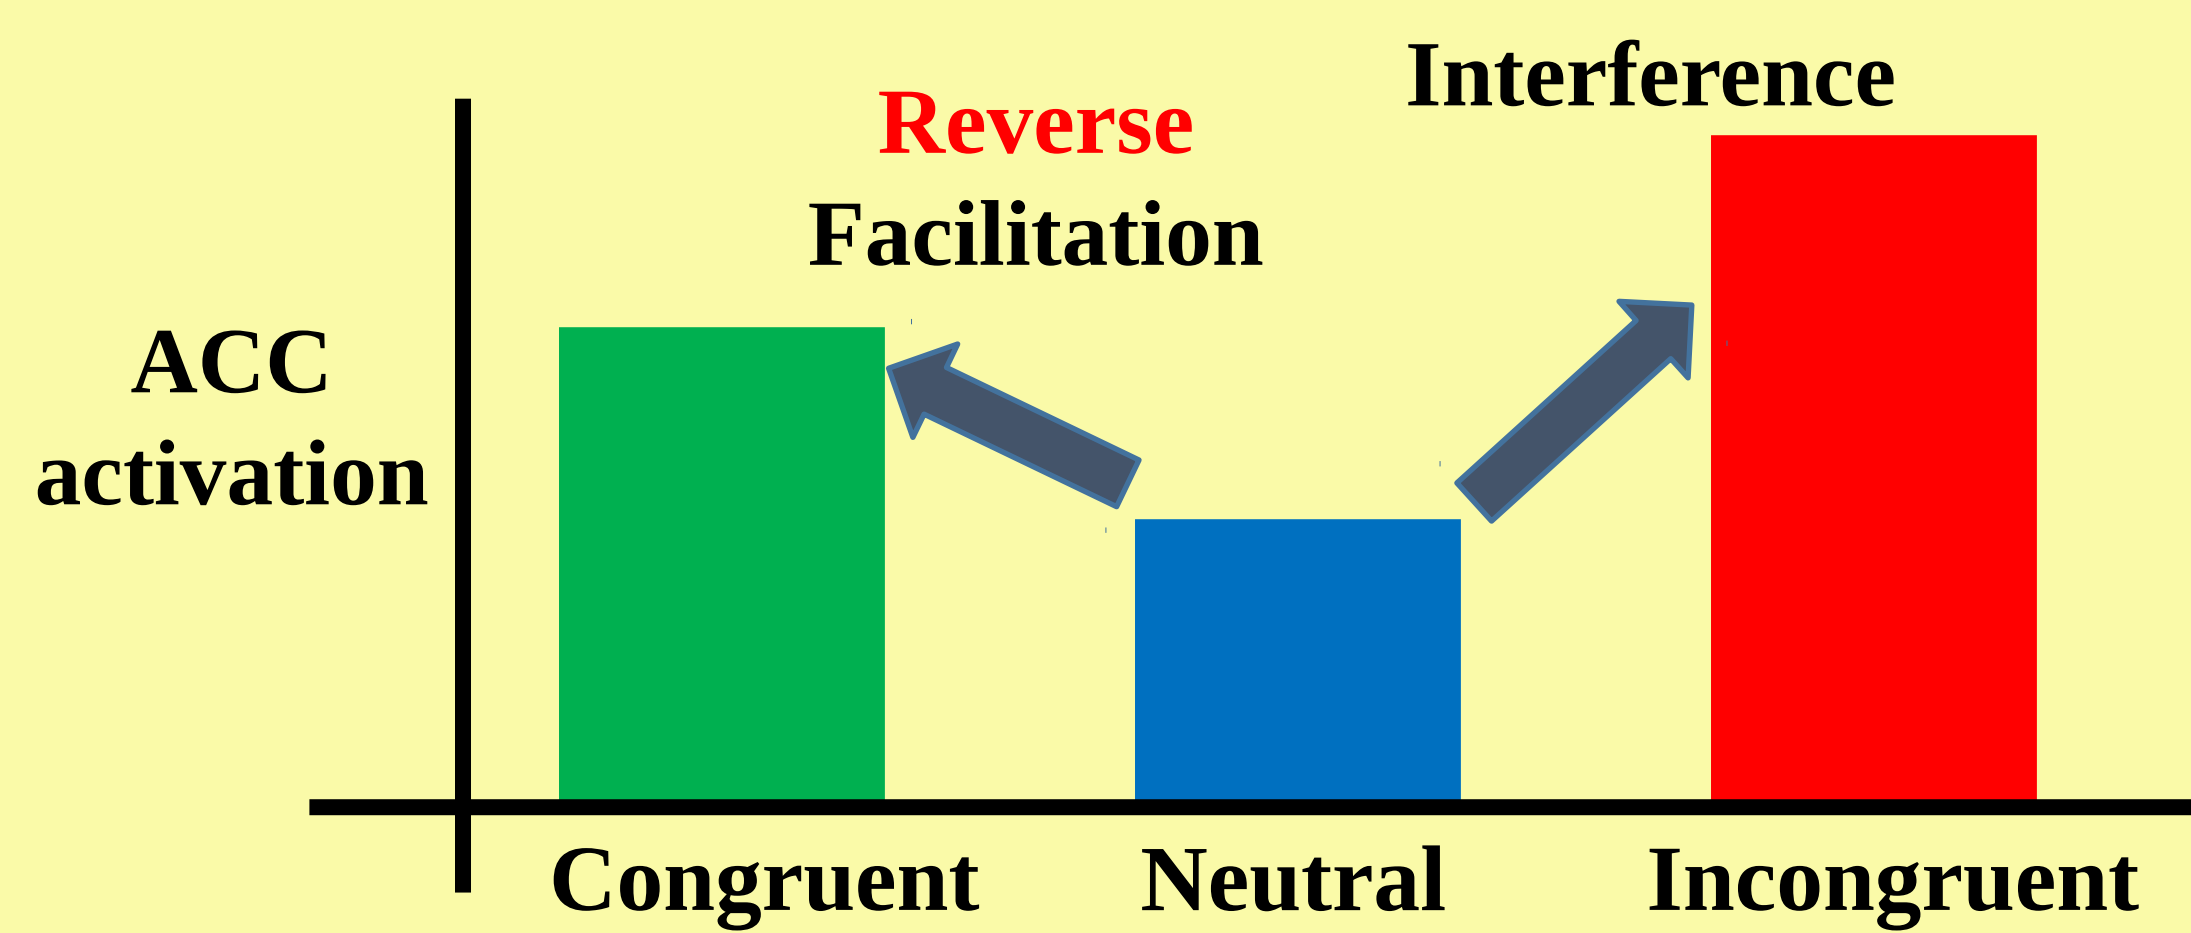 Interference
Reverse
Facilitation
ACC
activation
Congruent
Neutral
Incongruent